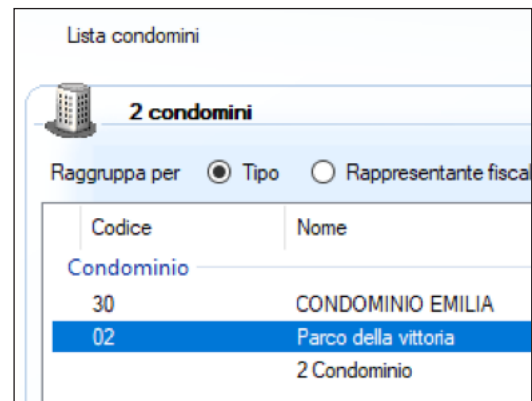 Lista condomini
2 condomini
Raggruppa per Tipo Rappresentante fiscal
Codice Nome
Condominio
30 CONDOMINIO EMILIA
02 Parco della vittoria
2 Condominio